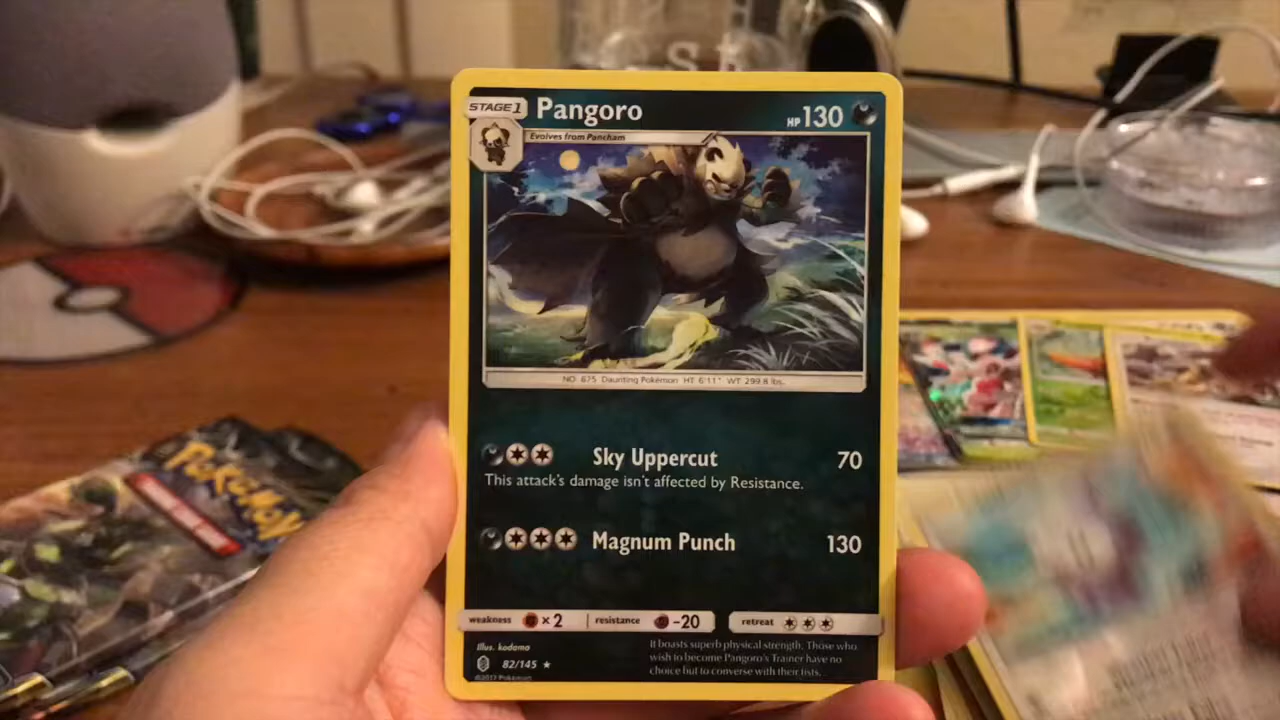 STAGE 1 Pangoro HP 130
Evolves from Pancham
NO. 675 Daunting Pokémon HT 6'11" WT 299.8 lbs.
Sky Uppercut 70
This attack's damage isn't affected by Resistance.
Magnum Punch 130
weakness ×2 resistance -20 retreat
Illus. kodama
It boasts superb physical strength. Those who
wish to become Pangoro's Trainer have no
choice but to converse with their fists.
82/145 ★
©2017 Pokémon
POKÉMON